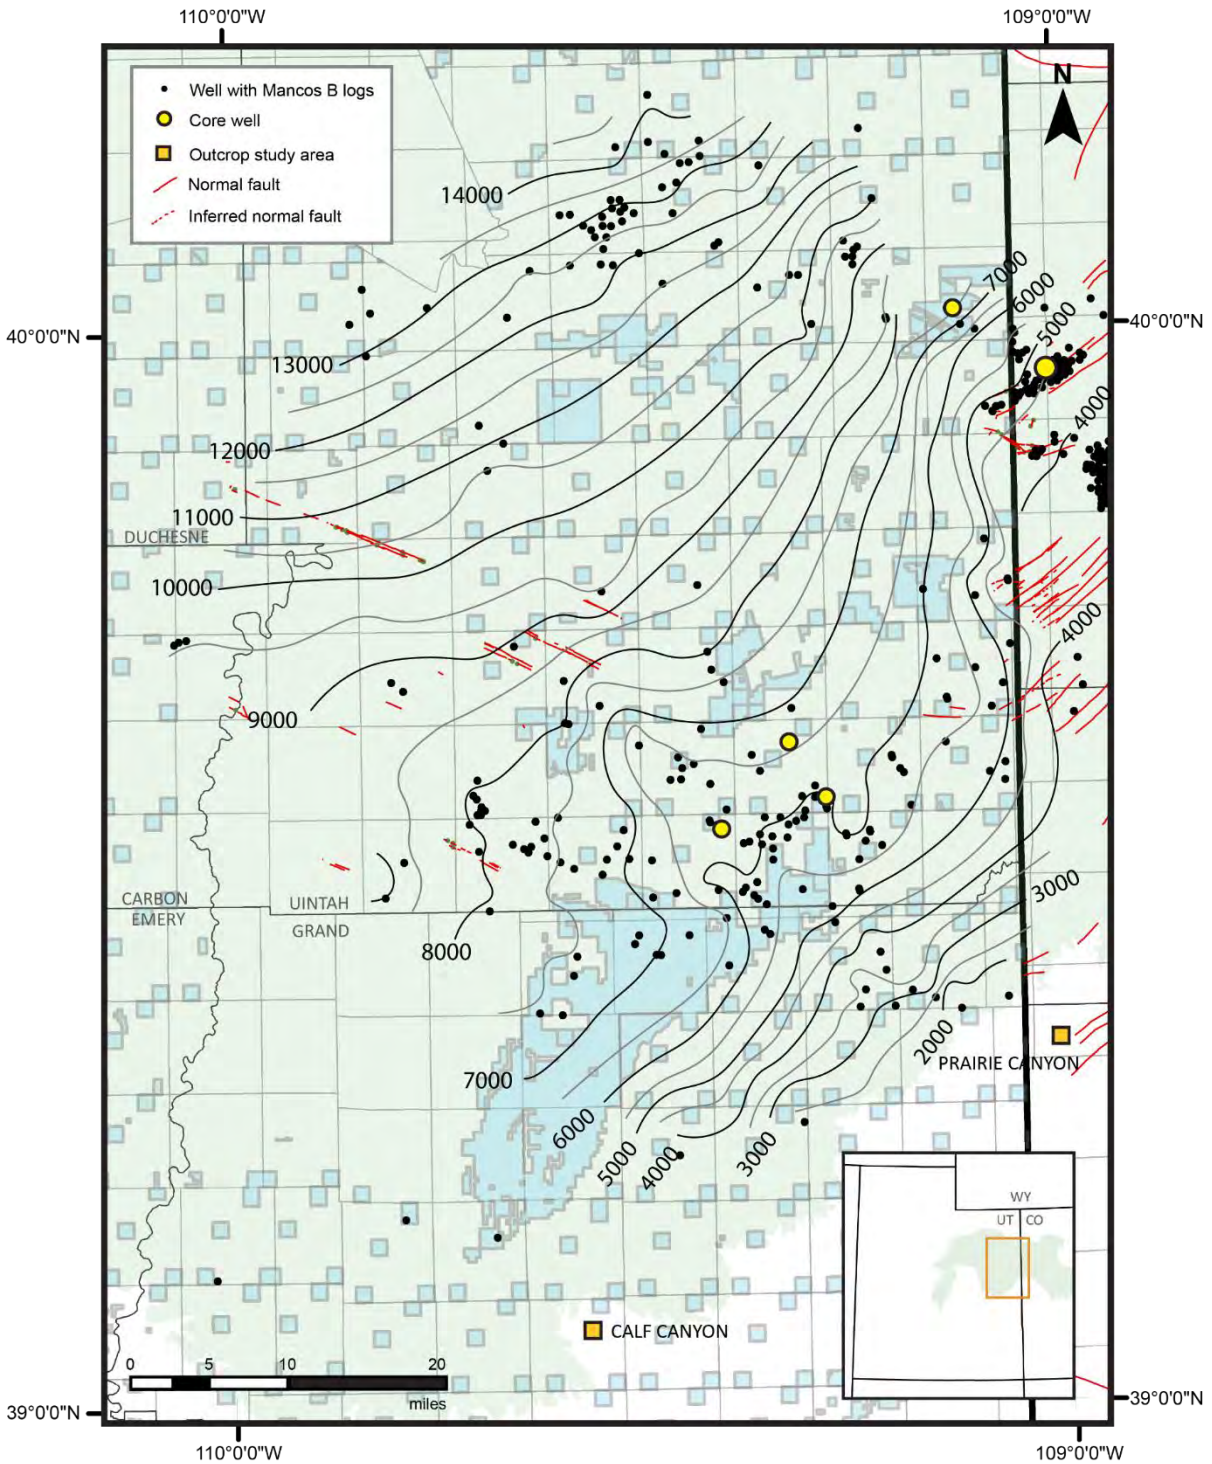 110°0'0"W
109°0'0"W
N
Well with Mancos B logs
Core well
Outcrop study area
Normal fault
Inferred normal fault
14000
7000
6000
5000
40°0'0"N
40°0'0"N
13000
4000
12000
11000
DUCHESNE
10000
4000
9000
3000
CARBON
EMERY
UINTAH
GRAND
8000
2000
PRAIRIE CANYON
7000
6000
5000
4000
3000
WY
UT
CO
CALF CANYON
0
5
10
20
miles
39°0'0"N
39°0'0"N
110°0'0"W
109°0'0"W